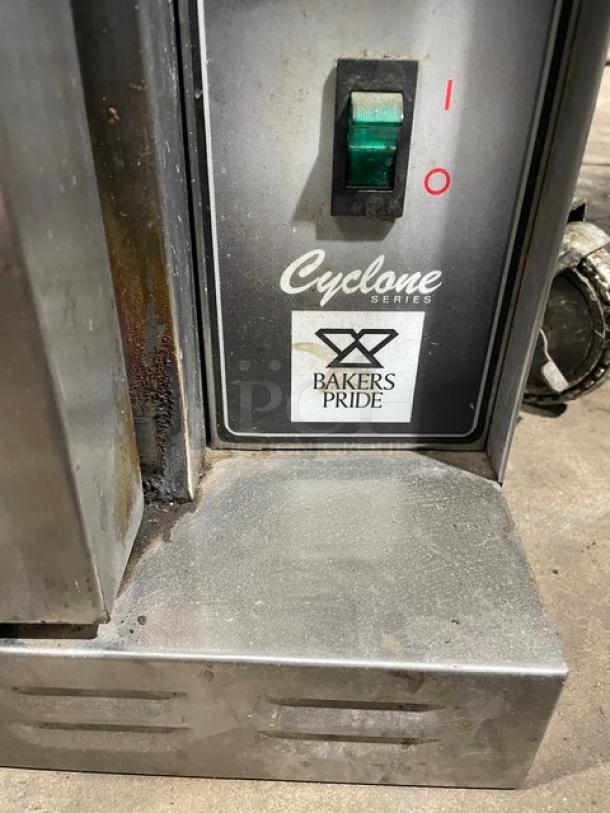 I
O
Cyclone
SERIES
BAKERS
PRIDE